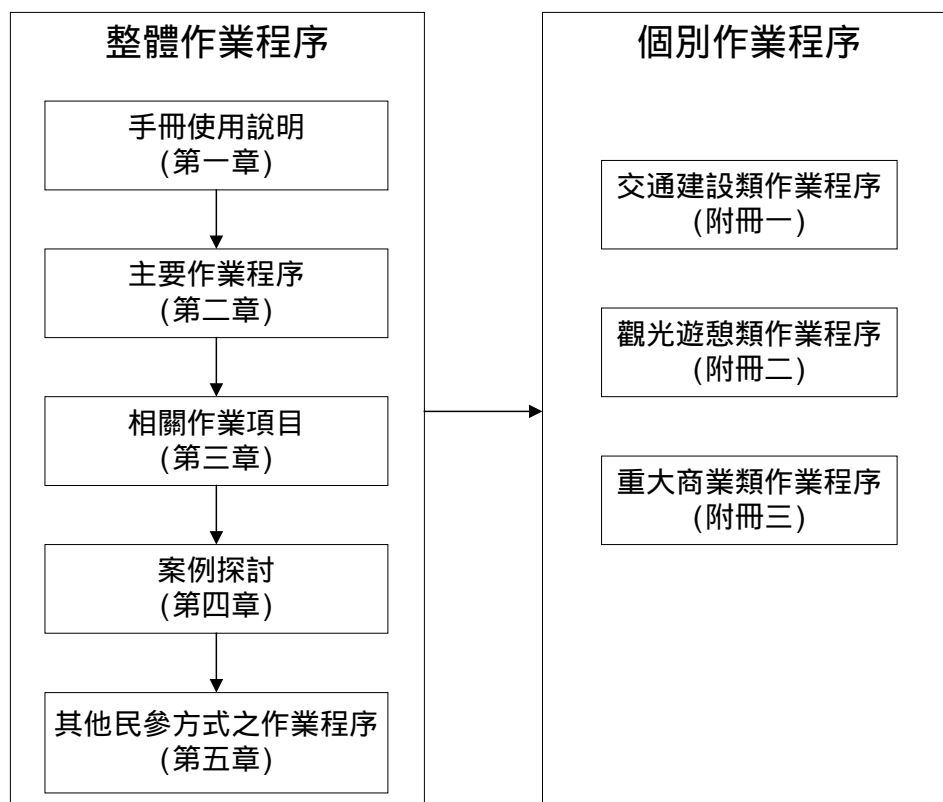 整體作業程序
手冊使用說明
(第一章)
主要作業程序
(第二章)
相關作業項目
(第三章)
案例探討
(第四章)
其他民參方式之作業程序
(第五章)
個別作業程序
交通建設類作業程序
(附冊一)
觀光遊憩類作業程序
(附冊二)
重大商業類作業程序
(附冊三)